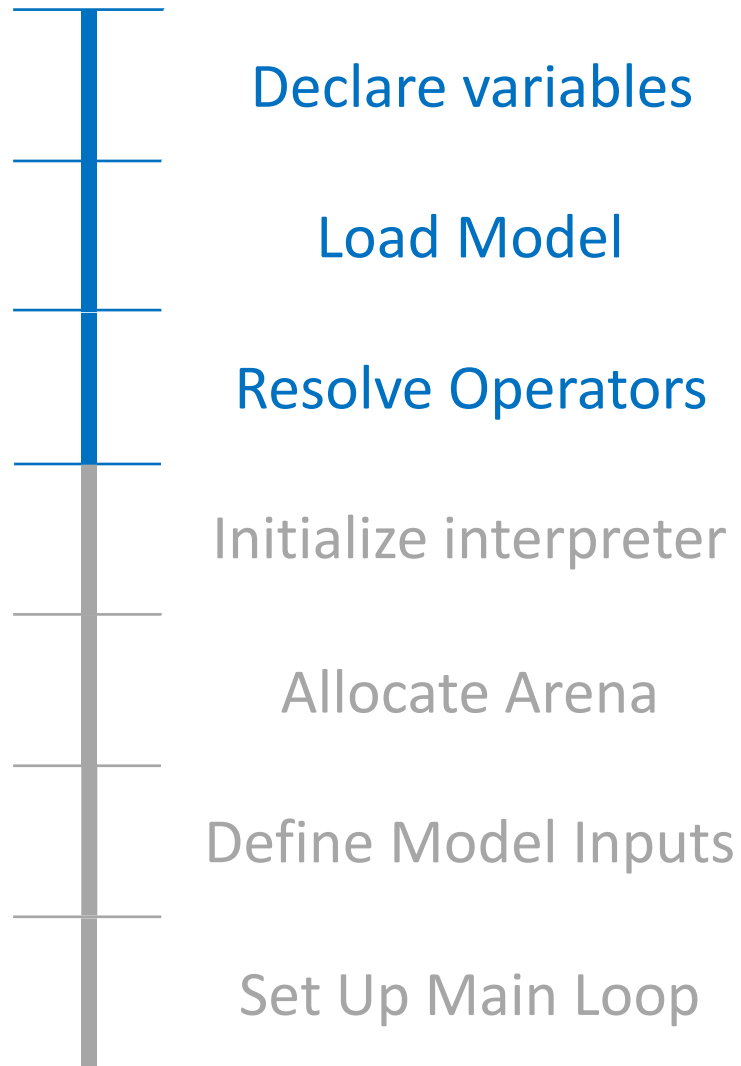 Declare variables
Load Model
Resolve Operators
Initialize interpreter
Allocate Arena
Define Model Inputs
Set Up Main Loop